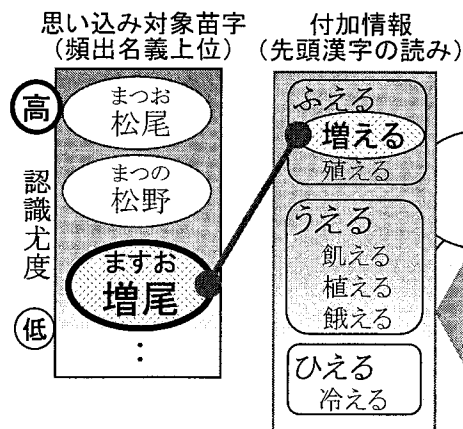 思い込み対象苗字
(頻出名義上位)
高
認識尤度
低
まつお
松尾
まつの
松野
ますお
増尾
:
付加情報
(先頭漢字の読み)
ふえる
増える
殖える
うえる
飢える
植える
餓える
ひえる
冷える